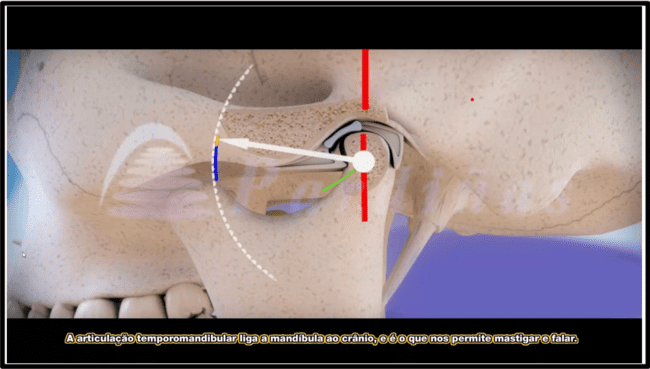 A articulação temporomandibular liga a mandíbula ao crânio, e é o que nos permite mastigar e falar.